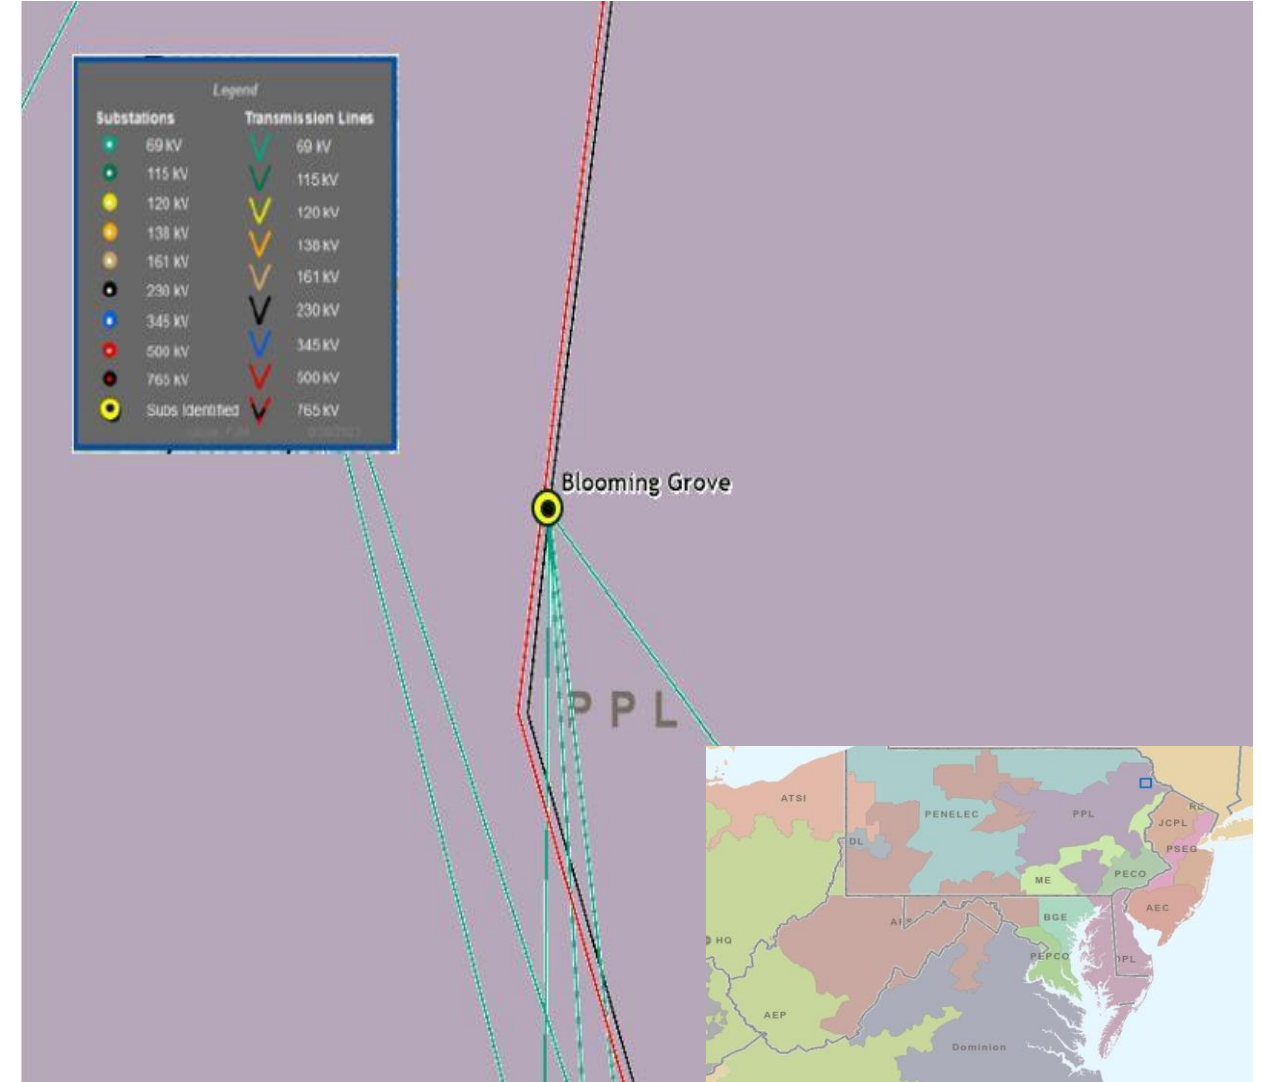 Legend
Substations Transmission Lines
69 kV 69 kV
115 kV 115 kV
120 kV 120 kV
138 kV 138 kV
161 kV 161 kV
230 kV 230 kV
345 kV 345 kV
500 kV 500 kV
765 kV 765 kV
Subs Identified
Blooming Grove
PPL
ATSI
PENELEC
PPL
JCPL
DL
PSEG
ME
PECO
AEC
BGE
HQ
PEPCO
AEP
Dominion